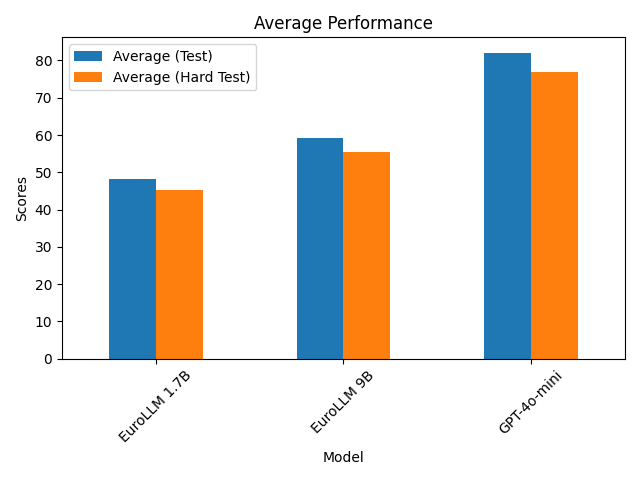 Average Performance
Average (Test)
Average (Hard Test)
Scores
80
70
60
50
40
30
20
10
0
EuroLLM 1.7B
EuroLLM 9B
GPT-4o-mini
Model